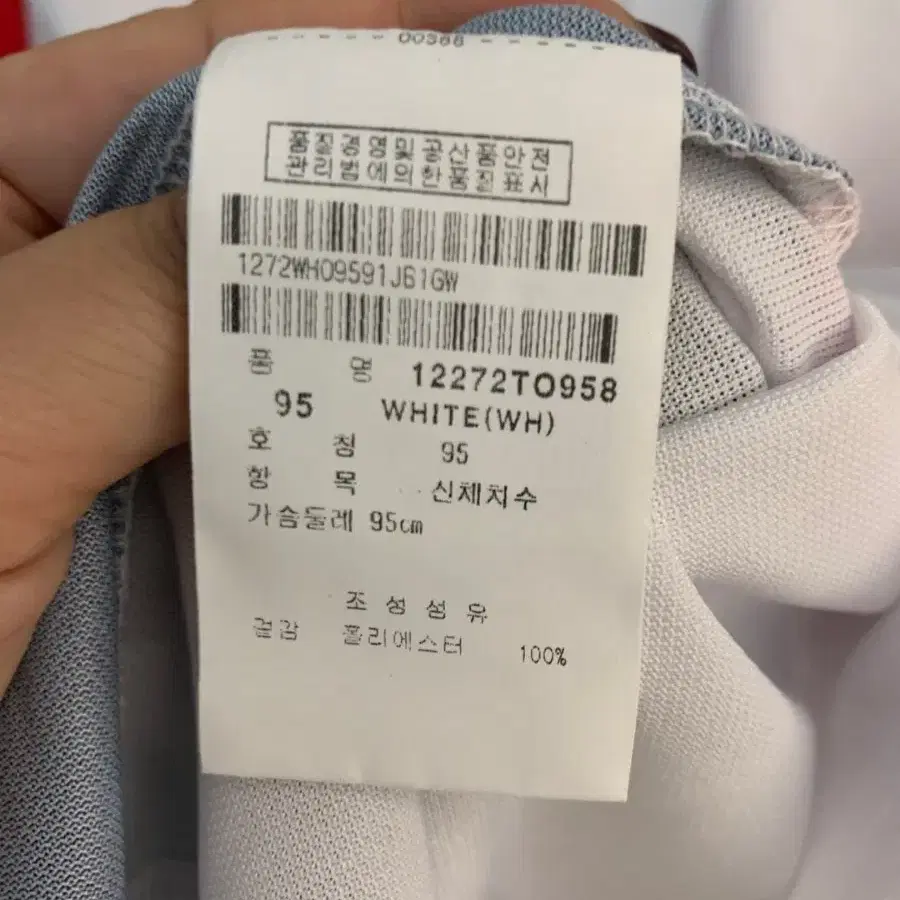 00388
품질경영및공산품안전
관리법에의한품질표시
1272WH09591J61GW
품 명 12272TO958
95 WHITE(WH)
호 칭 95
항 목 신체치수
가슴둘레 95cm
조성섬유
겉감 폴리에스터 100%